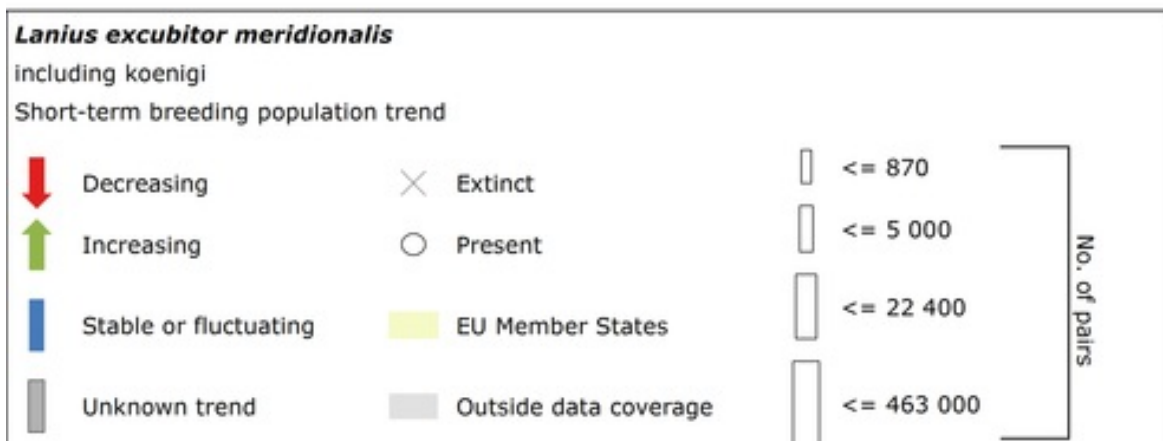 Lanius excubitor meridionalis
including koenigi
Short-term breeding population trend
Decreasing
Increasing
Stable or fluctuating
Unknown trend
Extinct
Present
EU Member States
Outside data coverage
<= 870
<= 5 000
<= 22 400
<= 463 000
No. of pairs